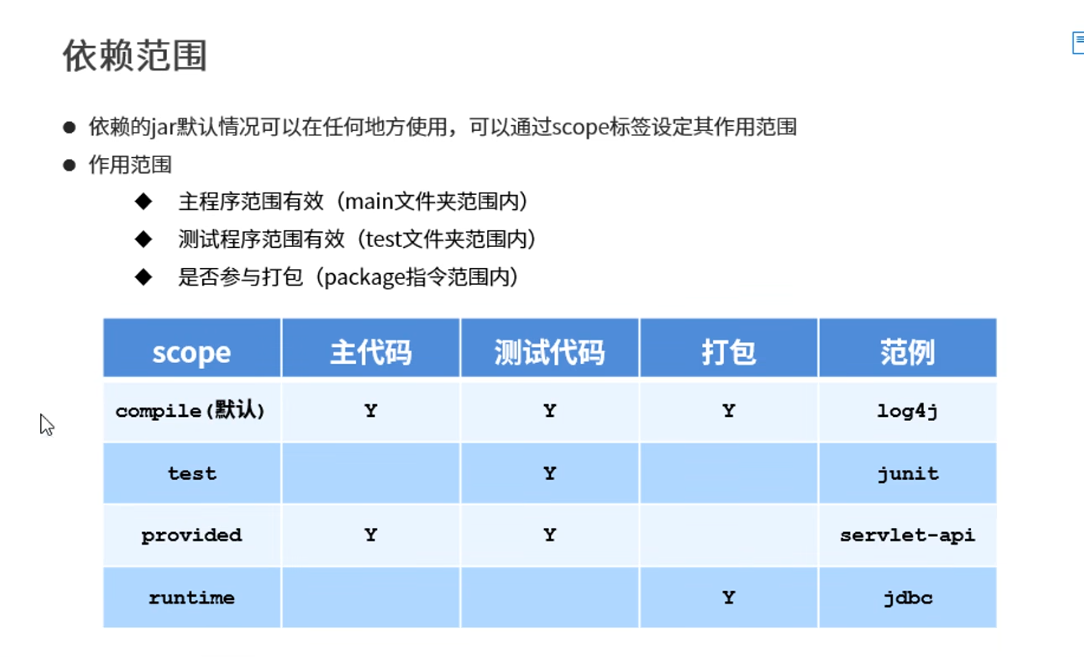 依赖范围
● 依赖的jar默认情况可以在任何地方使用，可以通过scope标签设定其作用范围
● 作用范围
◆ 主程序范围有效（main文件夹范围内）
◆ 测试程序范围有效（test文件夹范围内）
◆ 是否参与打包（package指令范围内）
scope 主代码 测试代码 打包 范例
compile(默认) Y Y Y log4j
test Y junit
provided Y Y servlet-api
runtime Y jdbc